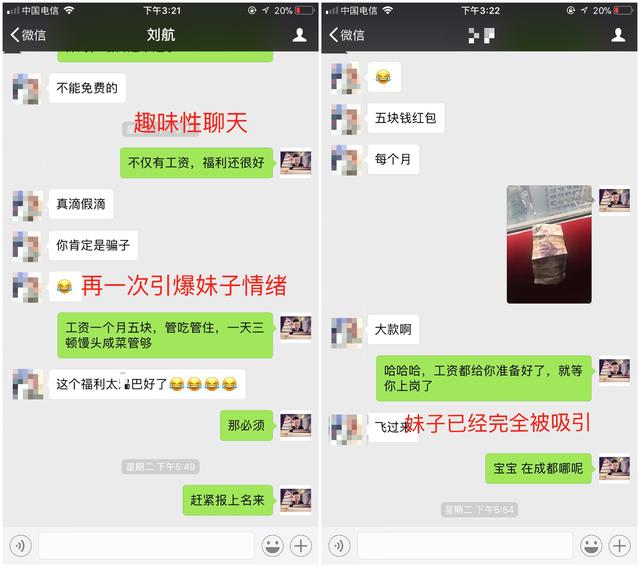 中国电信
下午3:21
20%
微信
刘航
不能免费的
趣味性聊天
不仅有工资，福利还很好
真滴假滴
你肯定是骗子
😂
再一次引爆妹子情绪
工资一个月五块，管吃管住，一天三
顿馒头咸菜管够
这个福利太
巴好了😂😂😂😂
那必须
星期二 下午5:49
赶紧报上名来
中国电信
下午3:22
20%
微信
😂
五块钱红包
每个月
大款啊
哈哈哈，工资都给你准备好了，就等
你上岗了
飞过来
妹子已经完全被吸引
宝宝 在成都哪呢
星期二 下午5:54